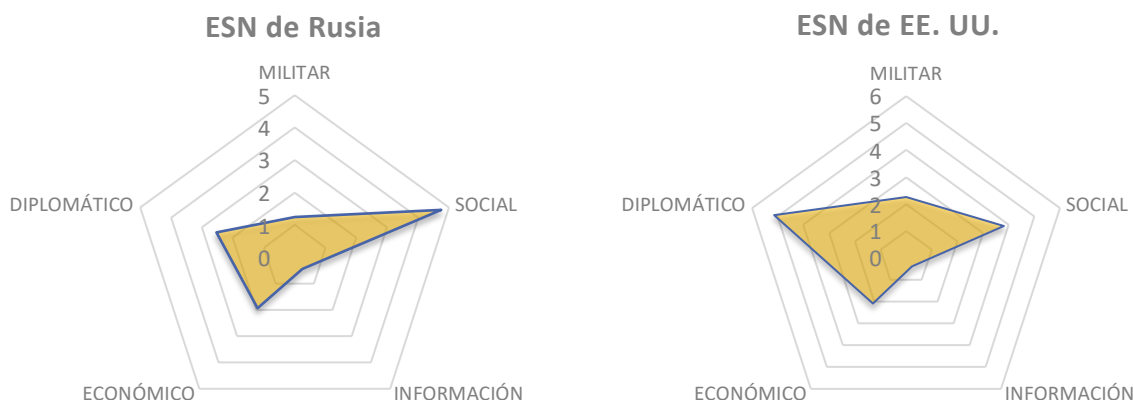 ESN de Rusia
MILITAR
5
4
3
2
1
0
DIPLOMÁTICO
SOCIAL
ECONÓMICO
INFORMACIÓN
ESN de EE. UU.
MILITAR
6
5
4
3
2
1
0
DIPLOMÁTICO
SOCIAL
ECONÓMICO
INFORMACIÓN